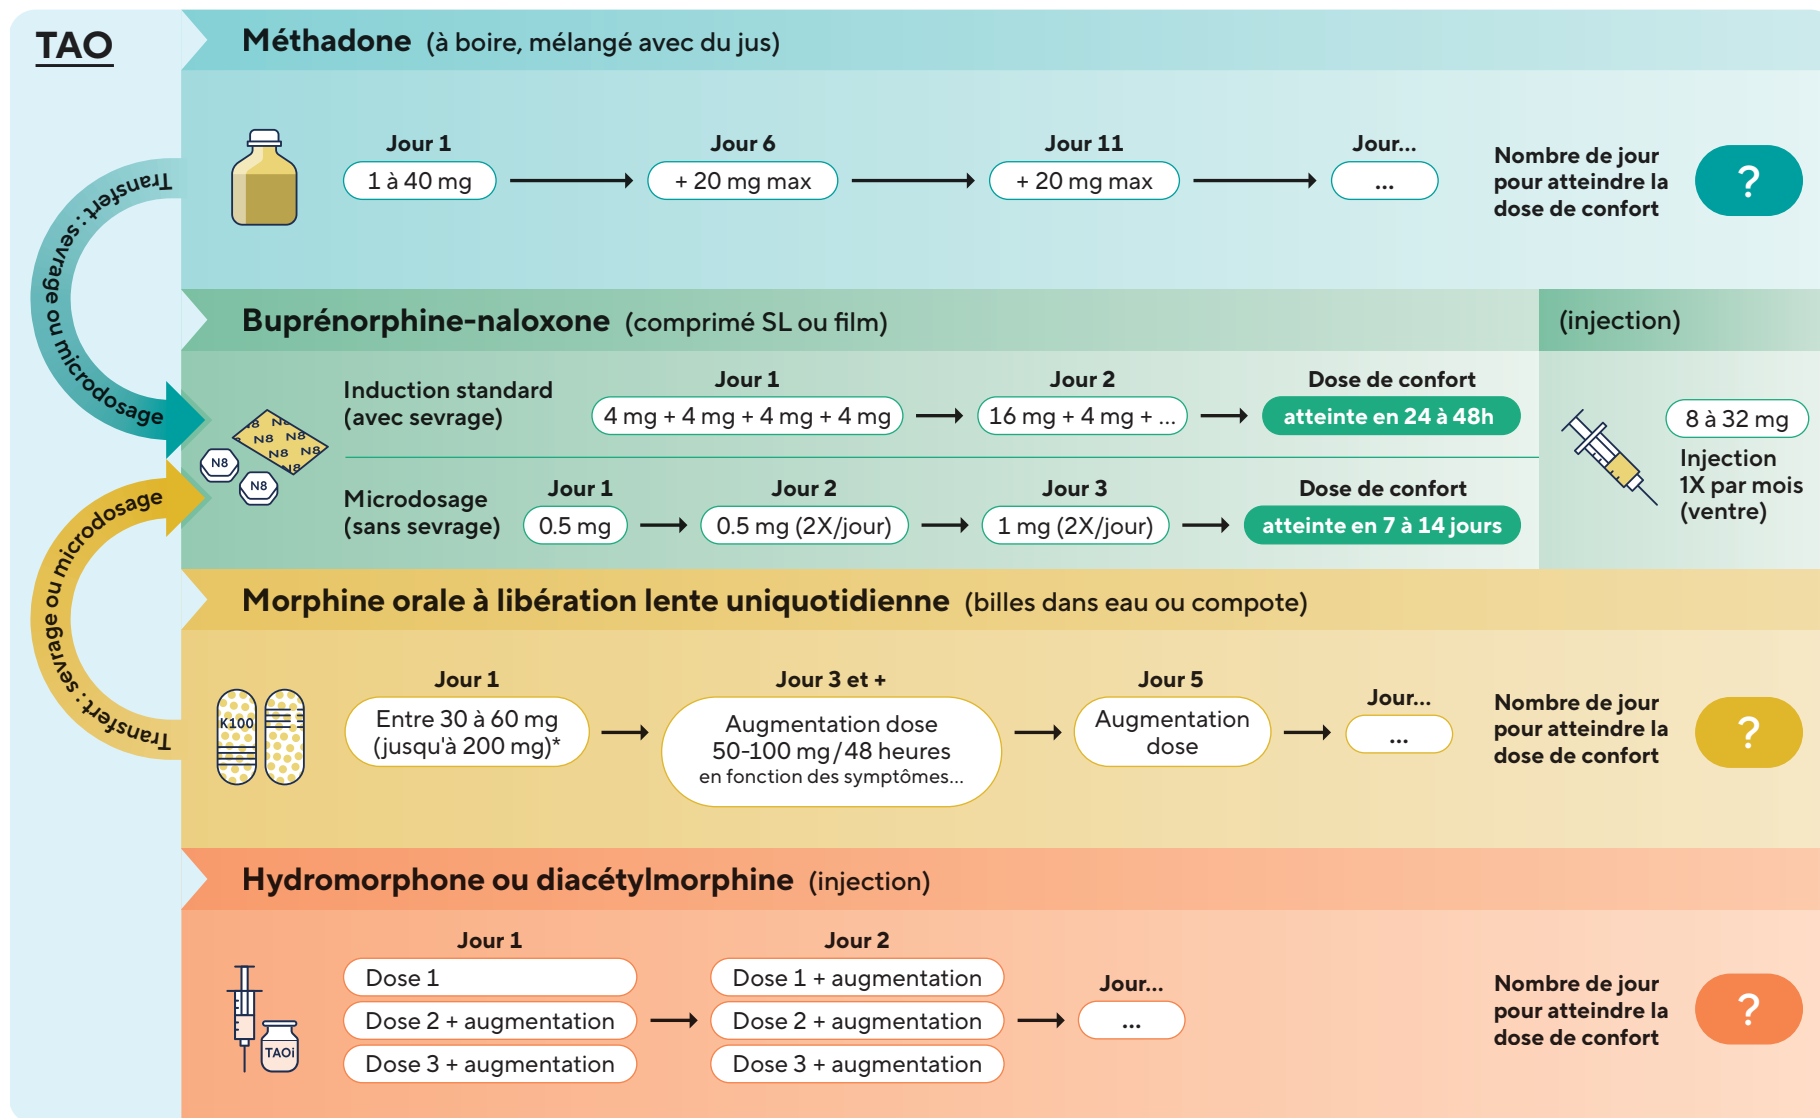 TAO
Méthadone (à boire, mélangé avec du jus)
Jour 1
1 à 40 mg
Jour 6
+ 20 mg max
Jour 11
+ 20 mg max
Jour...
...
Nombre de jour
pour atteindre la
dose de confort
?
Transfert : sevrage ou microdosage
Buprénorphine-naloxone (comprimé SL ou film)
Induction standard
(avec sevrage)
Jour 1
4 mg + 4 mg + 4 mg + 4 mg
Jour 2
16 mg + 4 mg + ...
Dose de confort
atteinte en 24 à 48h
N8 N8
N8 N8
N8 N8
N8
N8
N8
Microdosage
(sans sevrage)
Jour 1
0.5 mg
Jour 2
0.5 mg (2X/jour)
Jour 3
1 mg (2X/jour)
Dose de confort
atteinte en 7 à 14 jours
(injection)
8 à 32 mg
Injection
1X par mois
(ventre)
Transfert : sevrage ou microdosage
Morphine orale à libération lente uniquotidienne (billes dans eau ou compote)
K100
Jour 1
Entre 30 à 60 mg
(jusqu'à 200 mg)*
Jour 3 et +
Augmentation dose
50-100 mg/48 heures
en fonction des symptômes...
Jour 5
Augmentation
dose
Jour...
...
Nombre de jour
pour atteindre la
dose de confort
?
Hydromorphone ou diacétylmorphine (injection)
TAOi
Jour 1
Dose 1
Dose 2 + augmentation
Dose 3 + augmentation
Jour 2
Dose 1 + augmentation
Dose 2 + augmentation
Dose 3 + augmentation
Jour...
...
Nombre de jour
pour atteindre la
dose de confort
?